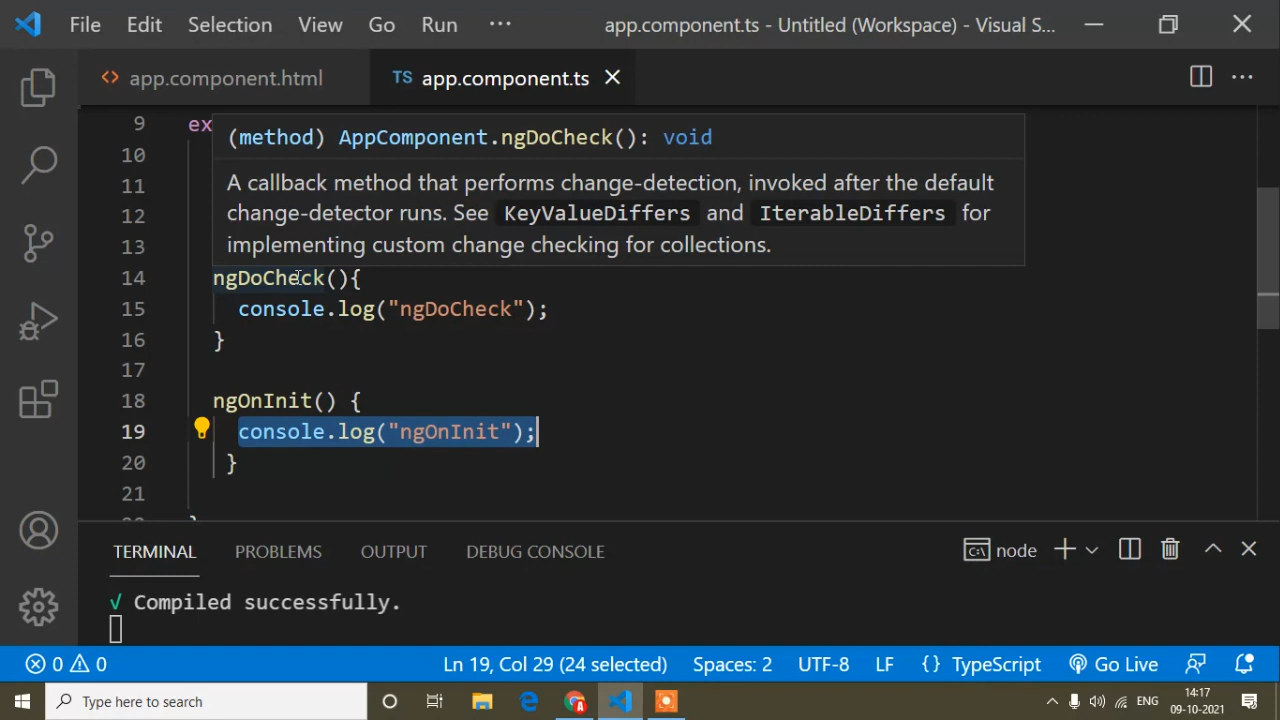 File Edit Selection View Go Run ··· app.component.ts - Untitled (Workspace) - Visual S...
<> app.component.html TS app.component.ts ···
9 ex
(method) AppComponent.ngDoCheck(): void
10
11 A callback method that performs change-detection, invoked after the default
12 change-detector runs. See KeyValueDiffers and IterableDiffers for
13 implementing custom change checking for collections.
14 ngDoCheck(){
15 console.log("ngDoCheck");
16 }
17
18 ngOnInit() {
19 console.log("ngOnInit");
20 }
21
TERMINAL PROBLEMS OUTPUT DEBUG CONSOLE node
√ Compiled successfully.
0 0 Ln 19, Col 29 (24 selected) Spaces: 2 UTF-8 LF {} TypeScript Go Live
Type here to search ENG 14:17
09-10-2021